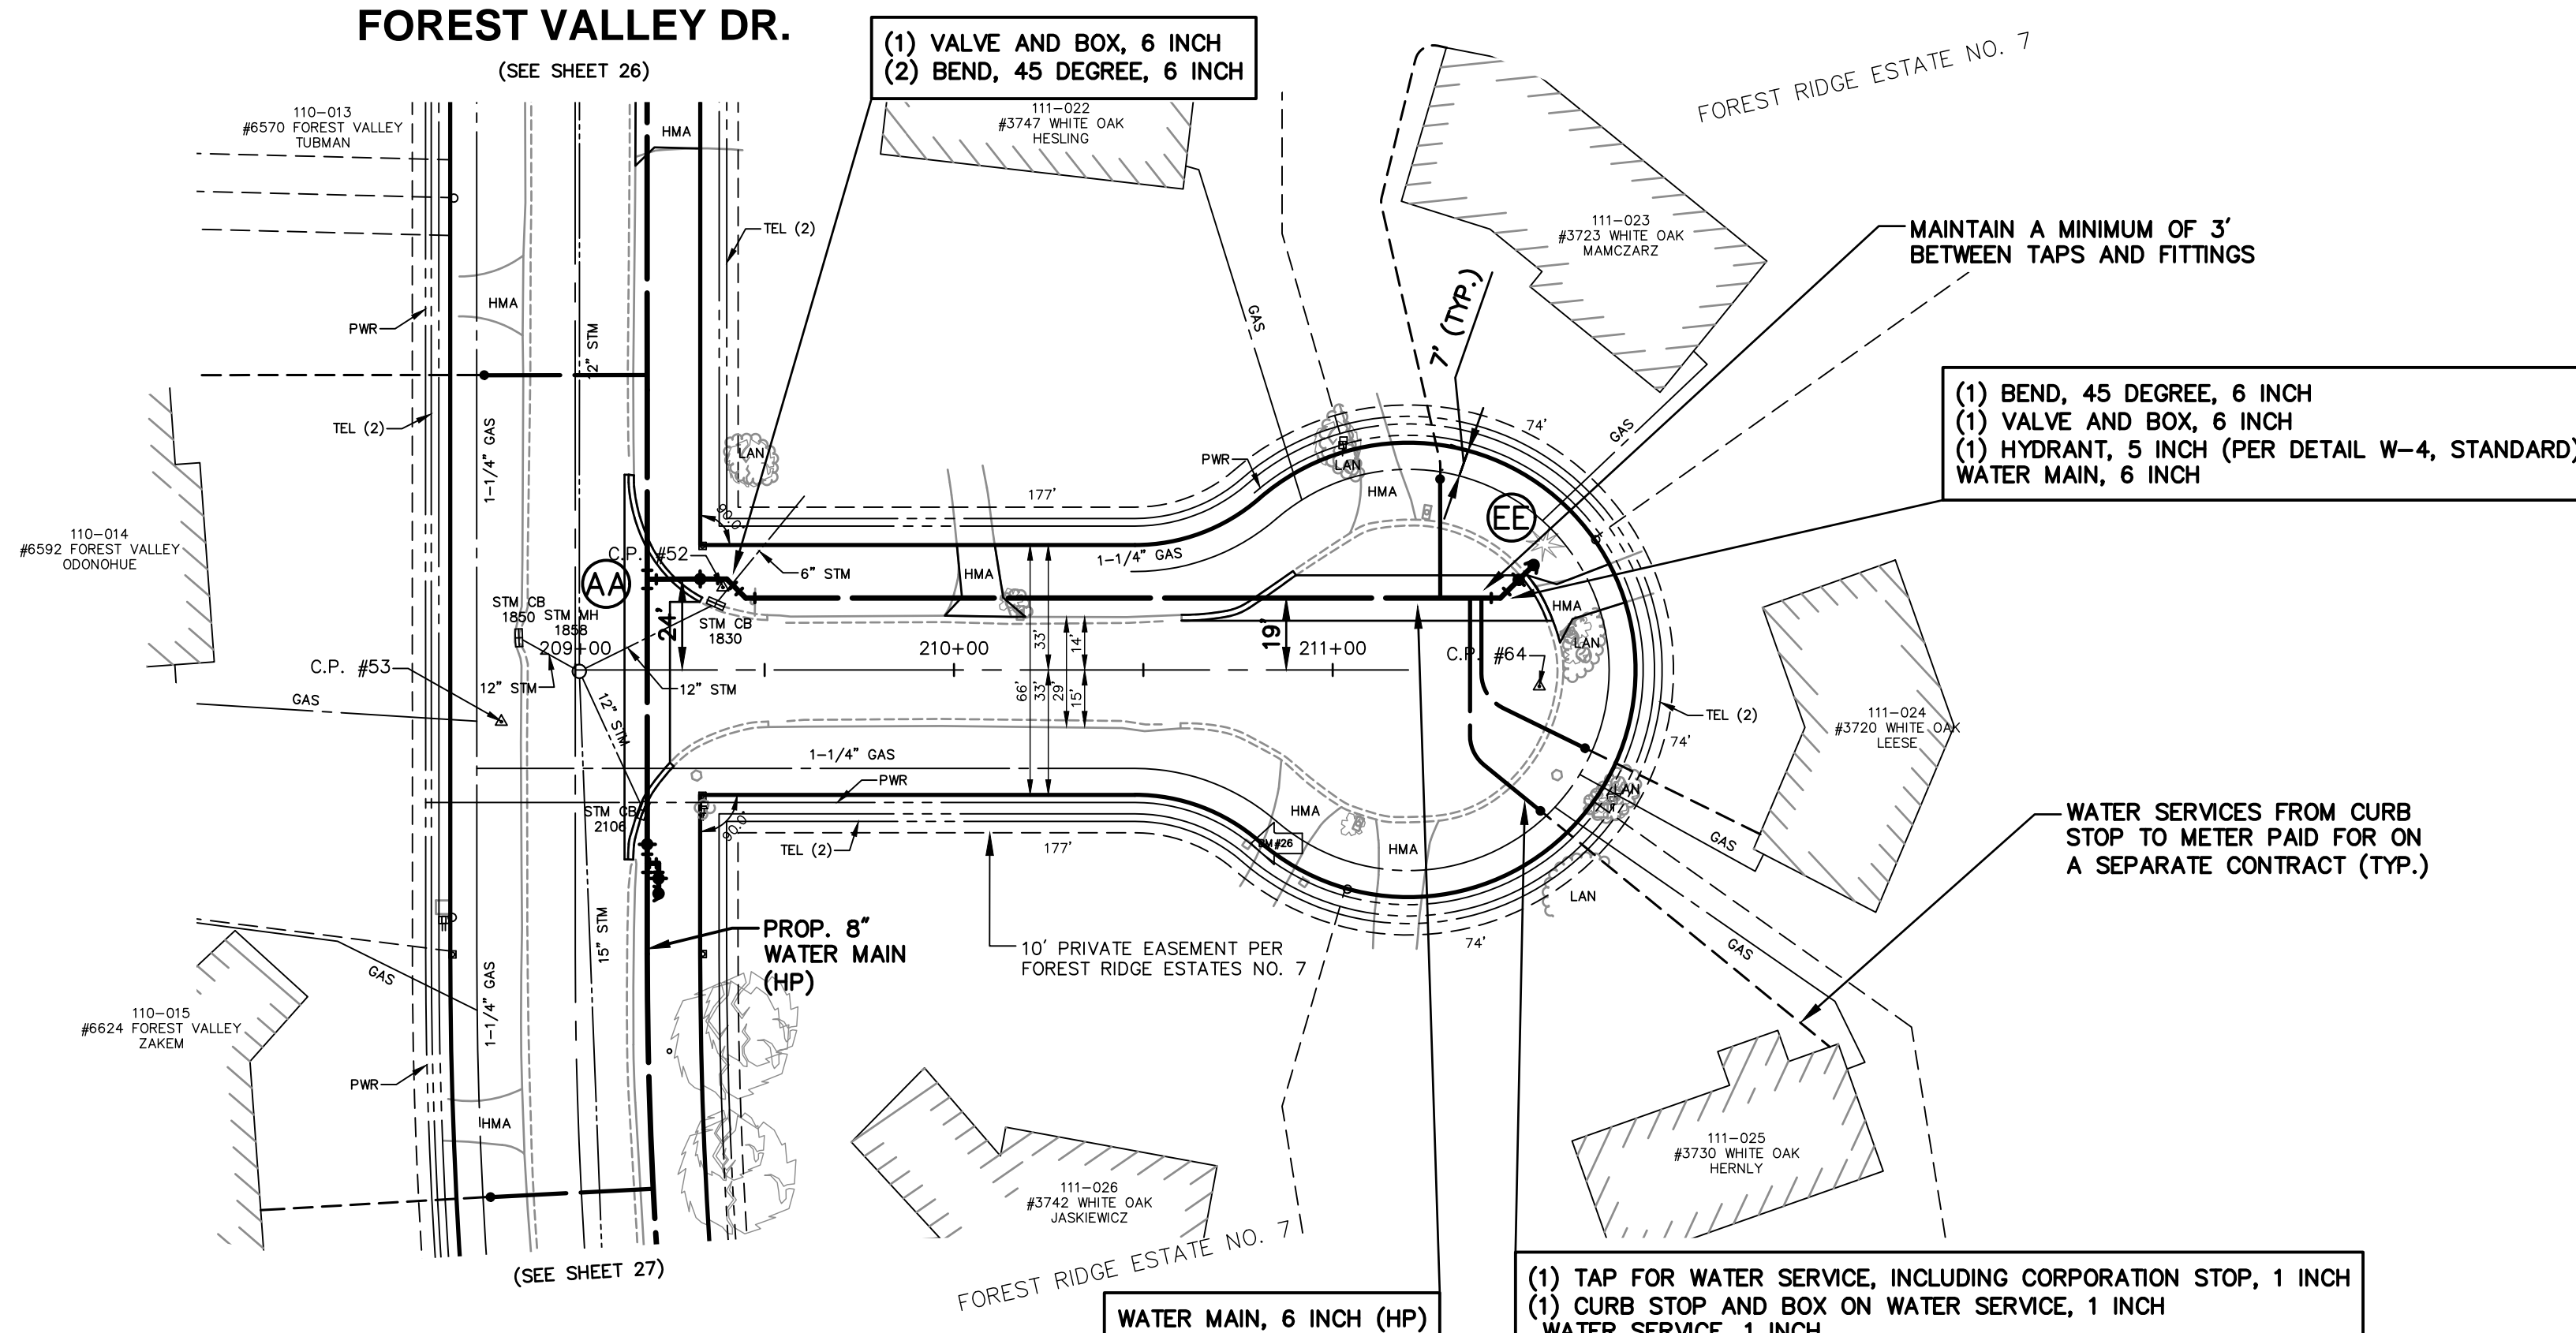 FOREST VALLEY DR.
(SEE SHEET 26)
(1) VALVE AND BOX, 6 INCH
(2) BEND, 45 DEGREE, 6 INCH
FOREST RIDGE ESTATE NO. 7
110-013
#6570 FOREST VALLEY
TUBMAN
HMA
111-022
#3747 WHITE OAK
HESLING
TEL (2)
111-023
#3723 WHITE OAK
MAMCZARZ
MAINTAIN A MINIMUM OF 3'
BETWEEN TAPS AND FITTINGS
HMA
PWR
2" STM
GAS
7' (TYP.)
(1) BEND, 45 DEGREE, 6 INCH
(1) VALVE AND BOX, 6 INCH
(1) HYDRANT, 5 INCH (PER DETAIL W-4, STANDARD)
WATER MAIN, 6 INCH
TEL (2)
1-1/4" GAS
LAN
PWR
LAN
74'
GAS
177'
HMA
90.0°
EE
110-014
#6592 FOREST VALLEY
ODONOHUE
C.P. #52
AA
6" STM
HMA
1-1/4" GAS
HMA
STM CB
1850
STM MH
1858
STM CB
1830
24'
209+00
210+00
211+00
33'
14'
19'
C.P. #64
LAN
C.P. #53
12" STM
12" STM
12" STM
66'
33'
29'
15'
GAS
TEL (2)
74'
111-024
#3720 WHITE OAK
LEESE
1-1/4" GAS
PWR
STM CB
2106
90.0°
TEL (2)
177'
HMA
BM #26
HMA
LAN
GAS
LAN
WATER SERVICES FROM CURB
STOP TO METER PAID FOR ON
A SEPARATE CONTRACT (TYP.)
PROP. 8"
WATER MAIN
(HP)
15" STM
10' PRIVATE EASEMENT PER
FOREST RIDGE ESTATES NO. 7
74'
GAS
GAS
1-1/4" GAS
110-015
#6624 FOREST VALLEY
ZAKEM
PWR
HMA
111-026
#3742 WHITE OAK
JASKIEWICZ
111-025
#3730 WHITE OAK
HERNLY
(SEE SHEET 27)
FOREST RIDGE ESTATE NO. 7
WATER MAIN, 6 INCH (HP)
(1) TAP FOR WATER SERVICE, INCLUDING CORPORATION STOP, 1 INCH
(1) CURB STOP AND BOX ON WATER SERVICE, 1 INCH
WATER SERVICE, 1 INCH